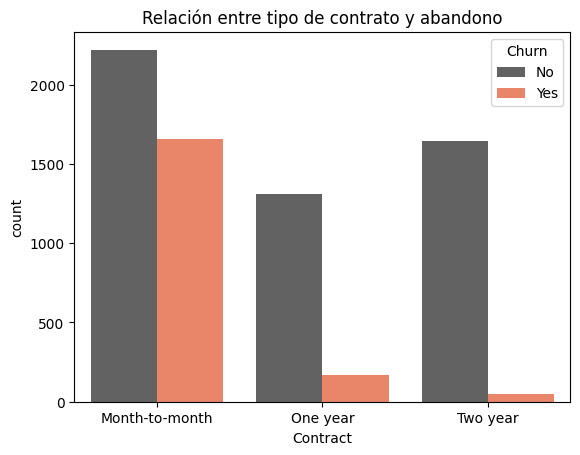 Relación entre tipo de contrato y abandono
Churn
No
Yes
2000
1500
1000
500
0
count
Month-to-month
One year
Two year
Contract